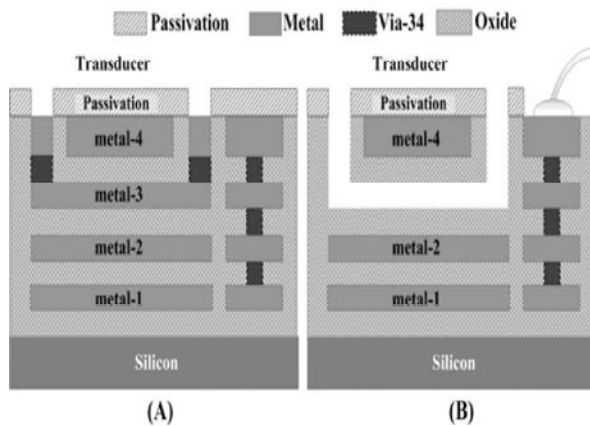 Passivation Metal Via-34 Oxide
Transducer
Passivation
metal-4
metal-3
metal-2
metal-1
Silicon
(A)
Transducer
Passivation
metal-4
metal-2
metal-1
Silicon
(B)